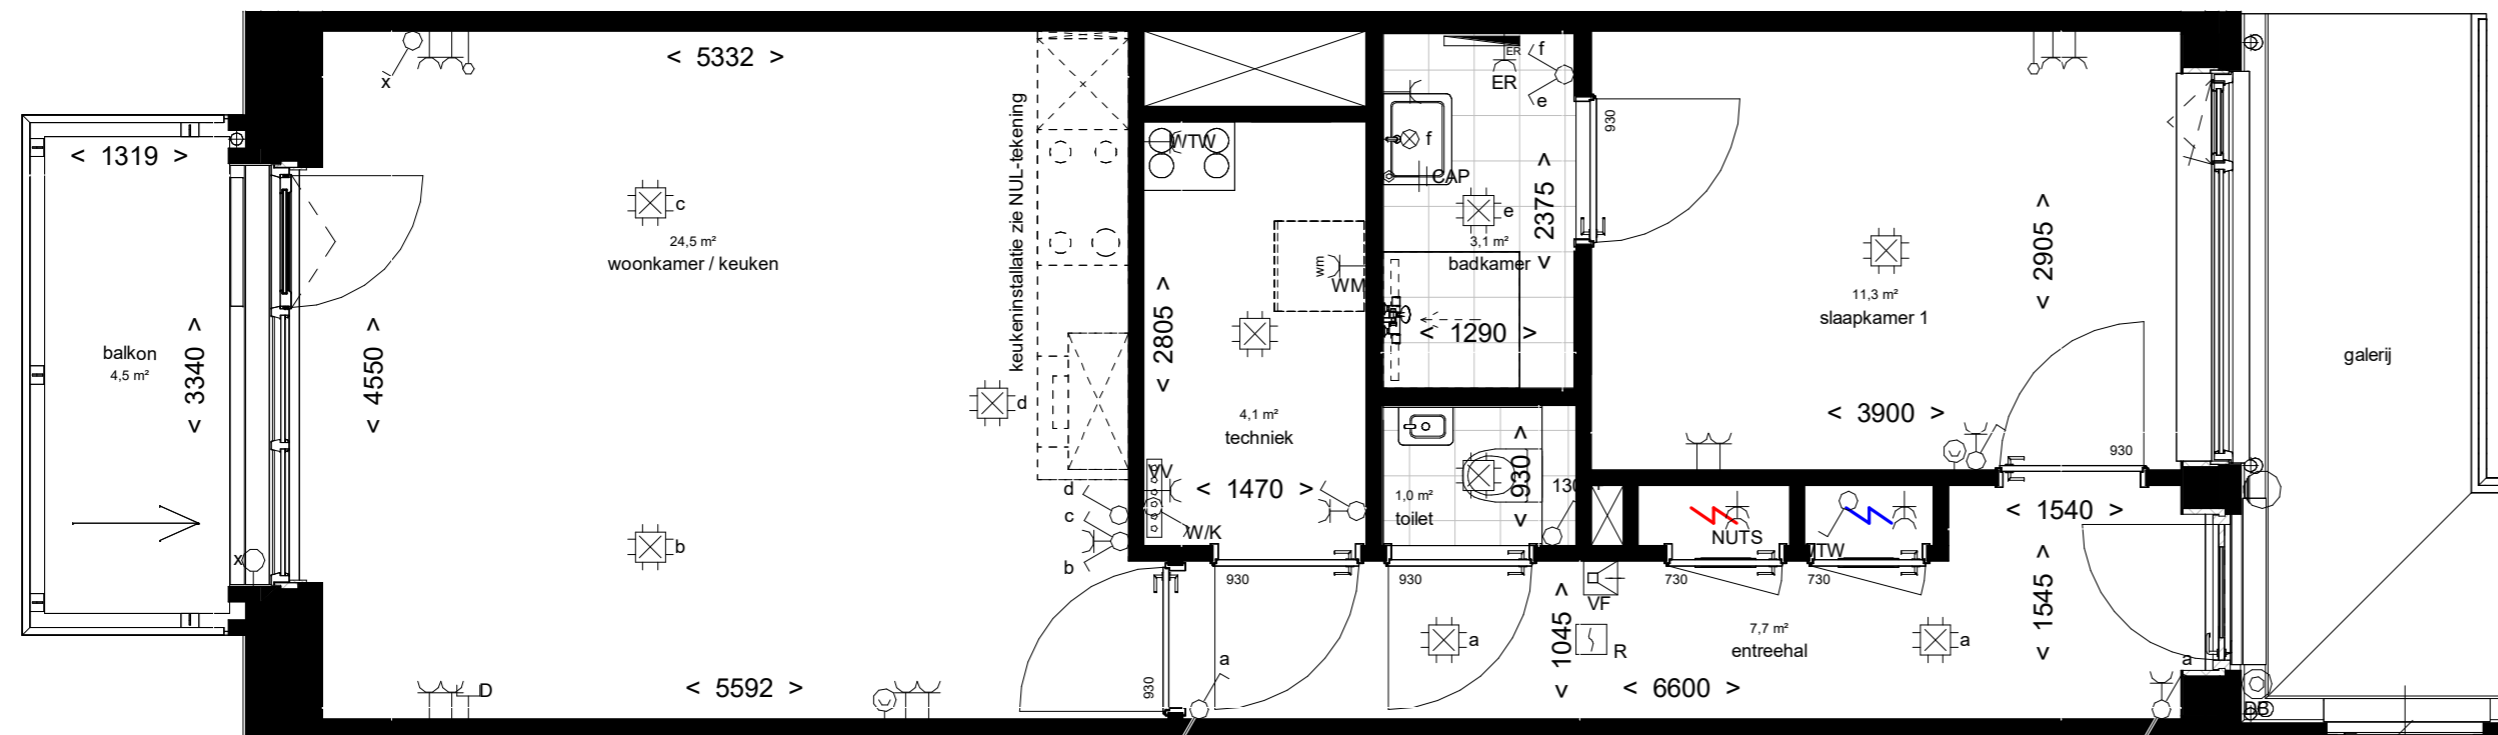 < 5332 >
x
< 1319 >
balkon
4,5 m²
< 3340 >
x
< 4550 >
c
24,5 m²
woonkamer / keuken
b
d
D
< 5592 >
keukeninstallatie zie NUL-tekening
d
c
b
930
WTW
wm
WM
< 2805 >
4,1 m²
techniek
VV
< 1470 >
W/K
930
a
ER
ER
f
e
f
CAP
e
3,1 m²
badkamer
< 2375 >
< 1290 >
930
1,0 m²
toilet
< 930 >
130
930
a
VF
R
< 1045 >
< 6600 >
NUTS
730
WTW
730
7,7 m²
entreehal
a
< 2905 >
11,3 m²
slaapkamer 1
< 3900 >
930
< 1540 >
< 1545 >
a
DB
galerij